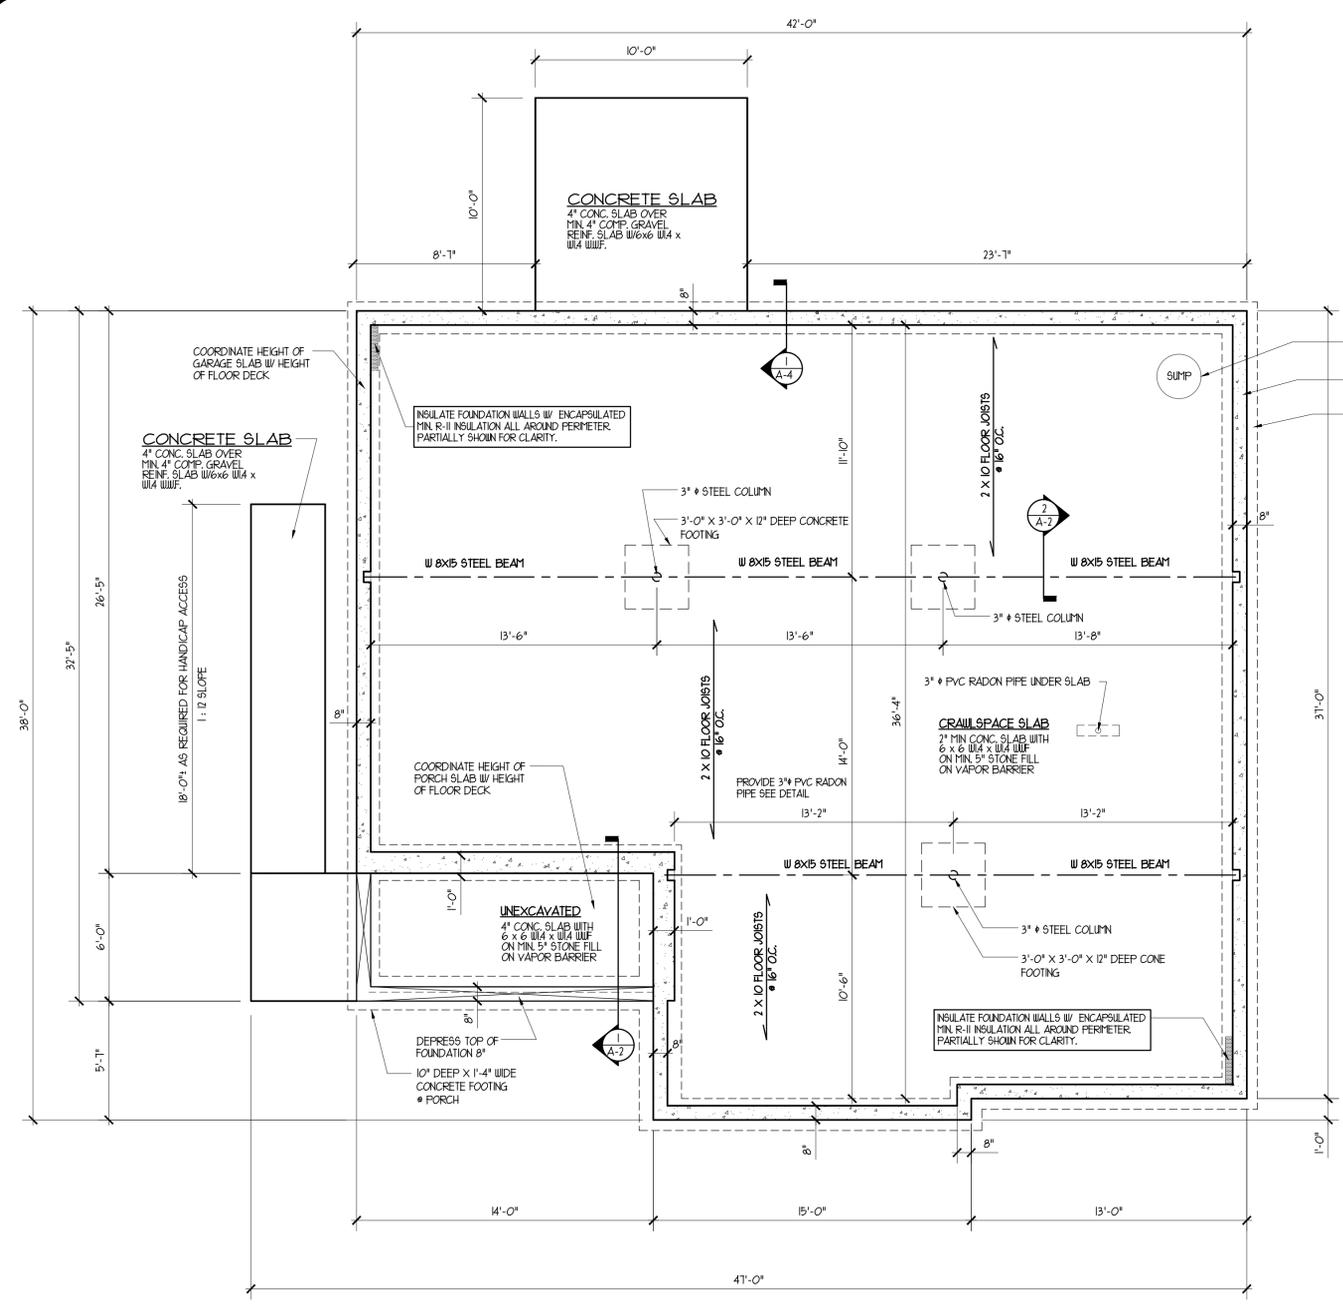 42'-0"
10'-0"
10'-0"
CONCRETE SLAB
4" CONC. SLAB OVER
MIN. 4" COMP. GRAVEL
REINF. SLAB W/6x6 W1.4 x
W1.4 WWF.
8'-7"
23'-7"
8"
1
A-4
SUMP
COORDINATE HEIGHT OF
GARAGE SLAB W/ HEIGHT
OF FLOOR DECK
INSULATE FOUNDATION WALLS W/ ENCAPSULATED
MIN. R-11 INSULATION ALL AROUND PERIMETER.
PARTIALLY SHOWN FOR CLARITY.
CONCRETE SLAB
4" CONC. SLAB OVER
MIN. 4" COMP. GRAVEL
REINF. SLAB W/6x6 W1.4 x
W1.4 WWF.
2 X 10 FLOOR JOISTS
@ 16" O.C.
11'-10"
3" ϕ STEEL COLUMN
3'-0" X 3'-0" X 12" DEEP CONCRETE
FOOTING
2
A-2
8"
W 8X15 STEEL BEAM
W 8X15 STEEL BEAM
W 8X15 STEEL BEAM
3" ϕ STEEL COLUMN
13'-6"
13'-6"
13'-8"
26'-5"
32'-5"
38'-0"
18'-0"± AS REQUIRED FOR HANDICAP ACCESS
1 : 12 SLOPE
8"
3" ϕ PVC RADON PIPE UNDER SLAB
CRAWLSPACE SLAB
2" MIN CONC. SLAB WITH
6 x 6 W1.4 x W1.4 WWF
ON MIN. 5" STONE FILL
ON VAPOR BARRIER
36'-4"
37'-0"
2 X 10 FLOOR JOISTS
@ 16" O.C.
14'-0"
COORDINATE HEIGHT OF
PORCH SLAB W/ HEIGHT
OF FLOOR DECK
PROVIDE 3"ϕ PVC RADON
PIPE SEE DETAIL
13'-2"
13'-2"
W 8X15 STEEL BEAM
W 8X15 STEEL BEAM
1'-0"
UNEXCAVATED
4" CONC. SLAB WITH
6 x 6 W1.4 x W1.4 WWF
ON MIN. 5" STONE FILL
ON VAPOR BARRIER
1'-0"
6'-0"
2 X 10 FLOOR JOISTS
@ 16" O.C.
10'-6"
3" ϕ STEEL COLUMN
3'-0" X 3'-0" X 12" DEEP CONE
FOOTING
8"
INSULATE FOUNDATION WALLS W/ ENCAPSULATED
MIN. R-11 INSULATION ALL AROUND PERIMETER.
PARTIALLY SHOWN FOR CLARITY.
DEPRESS TOP OF
FOUNDATION 8"
1
A-2
8"
5'-7"
10" DEEP X 1'-4" WIDE
CONCRETE FOOTING
@ PORCH
8"
8"
1'-0"
14'-0"
15'-0"
13'-0"
47'-0"